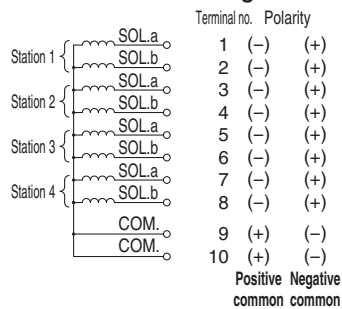 Terminal no. Polarity
Station 1 SOL.a 1 (–) (+)
SOL.b 2 (–) (+)
Station 2 SOL.a 3 (–) (+)
SOL.b 4 (–) (+)
Station 3 SOL.a 5 (–) (+)
SOL.b 6 (–) (+)
Station 4 SOL.a 7 (–) (+)
SOL.b 8 (–) (+)
COM. 9 (+) (–)
COM. 10 (+) (–)
Positive Negative
common common